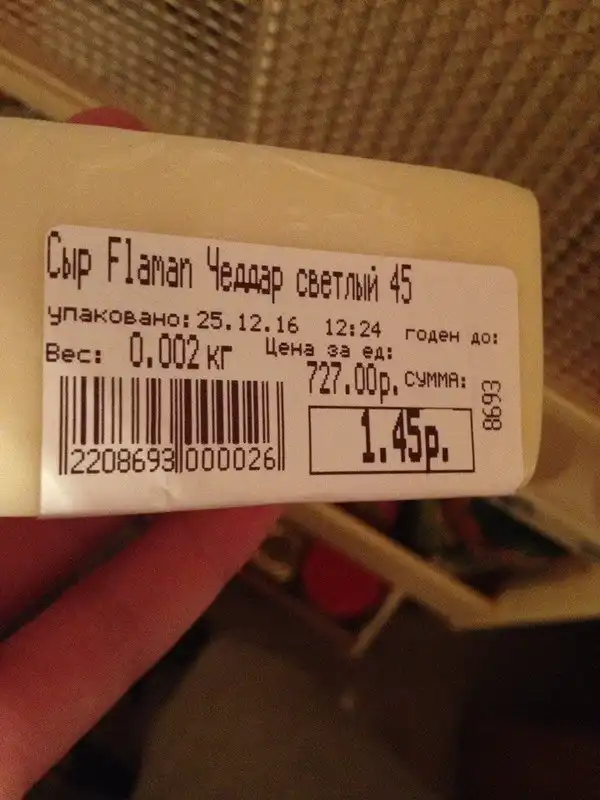 Сыр Flaman Чеддар светлый 45
упаковано: 25.12.16 12:24 годен до:
Вес: 0.002 кг Цена за ед:
727.00р. СУММА:
1.45р.
8693
2208693 000026